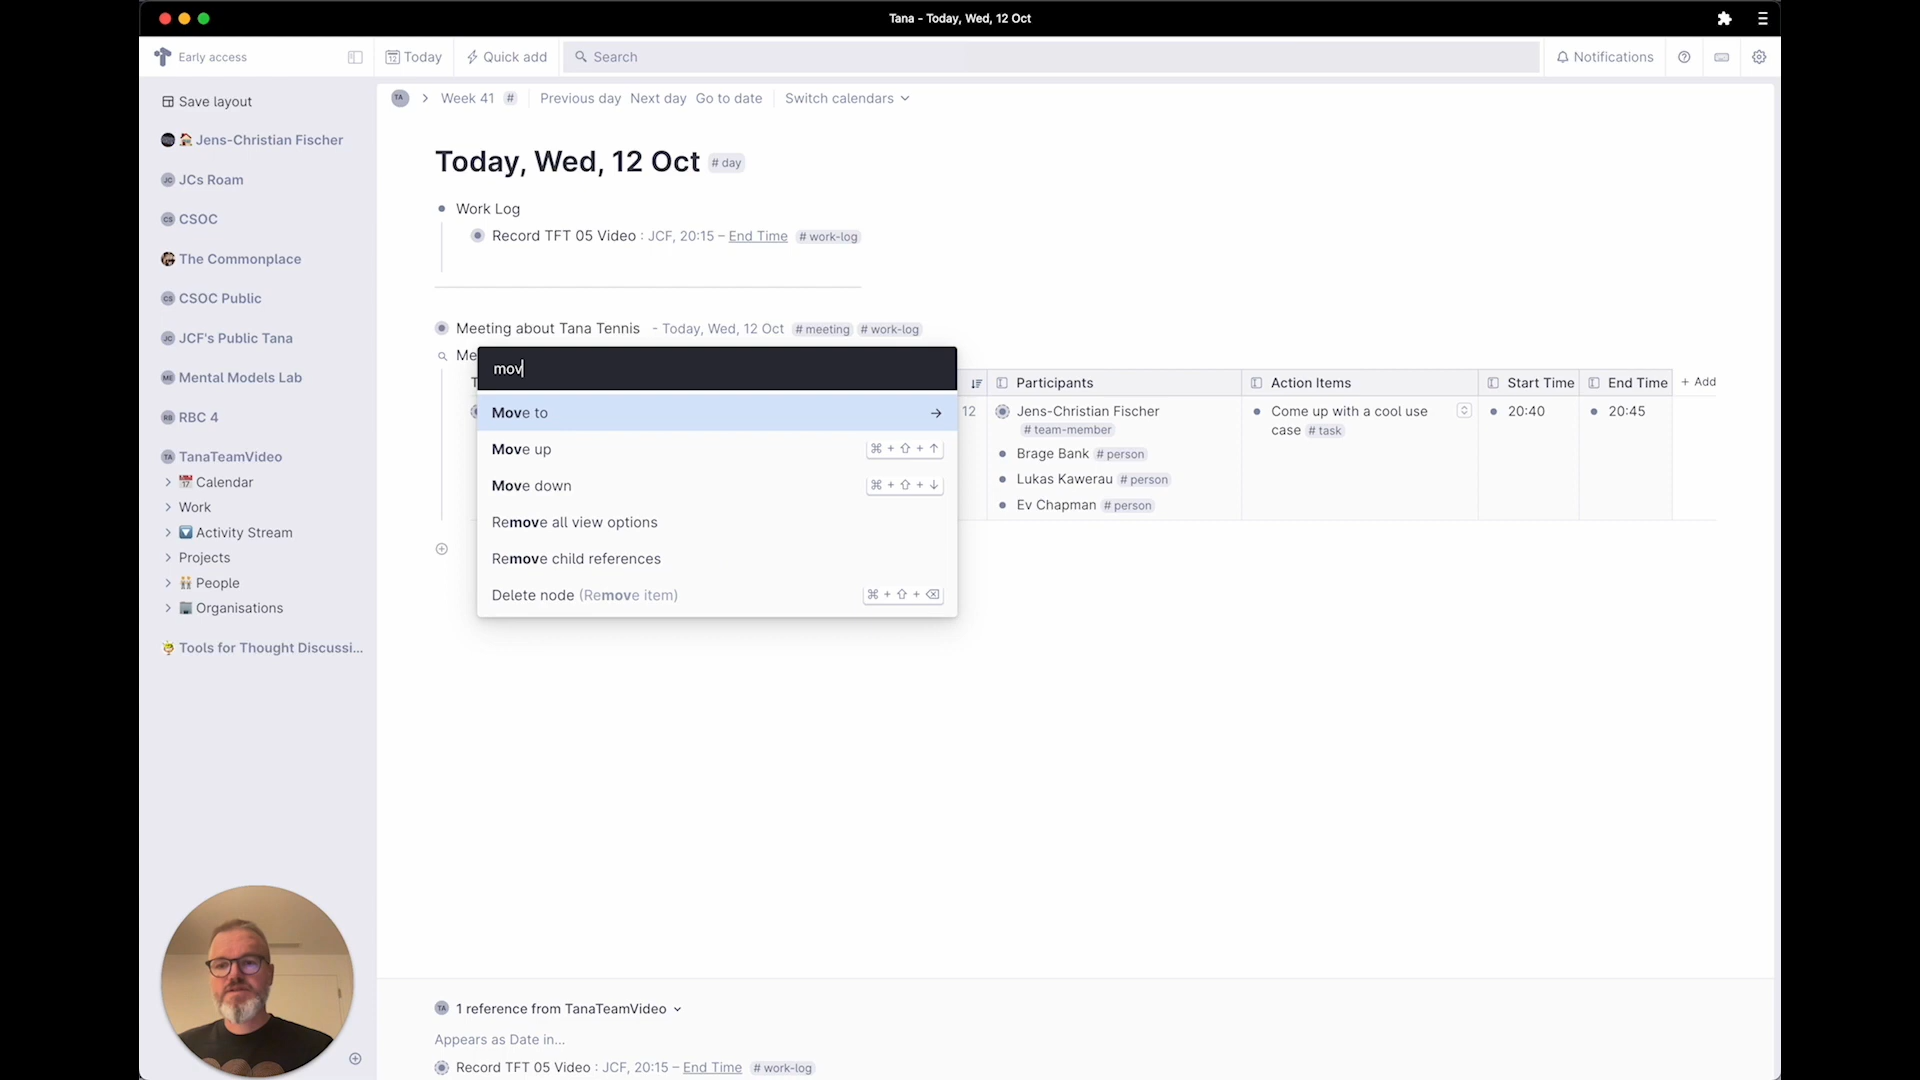 Tana - Today, Wed, 12 Oct
Early access
Today
Quick add
Search
Notifications
Save layout
Jens-Christian Fischer
JCs Roam
CSOC
The Commonplace
CSOC Public
JCF's Public Tana
Mental Models Lab
RBC 4
TanaTeamVideo
Calendar
Work
Activity Stream
Projects
People
Organisations
Tools for Thought Discussi...
TA > Week 41 # Previous day Next day Go to date Switch calendars
Today, Wed, 12 Oct # day
Work Log
Record TFT 05 Video : JCF, 20:15 – End Time # work-log
Meeting about Tana Tennis - Today, Wed, 12 Oct # meeting # work-log
Me
mov
Move to →
Move up ⌘ + ⇧ + ↑
Move down ⌘ + ⇧ + ↓
Remove all view options
Remove child references
Delete node (Remove item) ⌘ + ⇧ + ⌫
T
Participants Action Items Start Time End Time + Add
12
Jens-Christian Fischer
# team-member
Brage Bank # person
Lukas Kawerau # person
Ev Chapman # person
Come up with a cool use
case # task
20:40
20:45
TA 1 reference from TanaTeamVideo
Appears as Date in...
Record TFT 05 Video : JCF, 20:15 – End Time # work-log